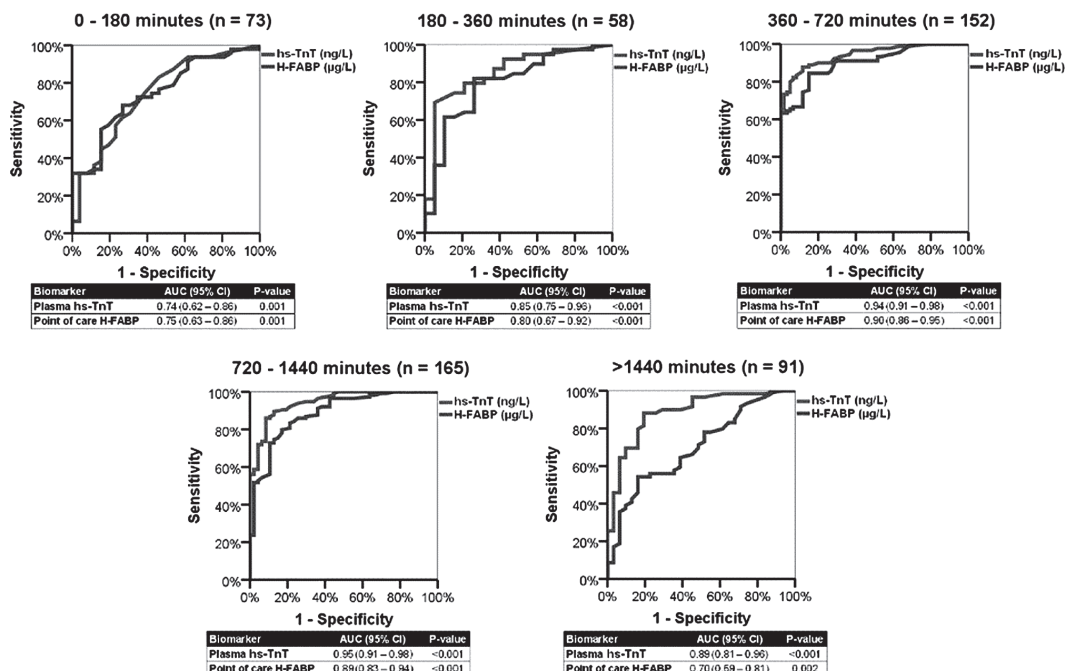 0 - 180 minutes (n = 73)
100%
80%
60%
40%
20%
0%
Sensitivity
hs-TnT (ng/L)
H-FABP (µg/L)
0% 20% 40% 60% 80% 100%
1 - Specificity
Biomarker AUC (95% CI) P-value
Plasma hs-TnT 0.74 (0.62 – 0.86) 0.001
Point of care H-FABP 0.75 (0.63 – 0.86) 0.001
180 - 360 minutes (n = 58)
100%
80%
60%
40%
20%
0%
Sensitivity
hs-TnT (ng/L)
H-FABP (µg/L)
0% 20% 40% 60% 80% 100%
1 - Specificity
Biomarker AUC (95% CI) P-value
Plasma hs-TnT 0.85 (0.75 – 0.96) <0.001
Point of care H-FABP 0.80 (0.67 – 0.92) <0.001
360 - 720 minutes (n = 152)
100%
80%
60%
40%
20%
0%
Sensitivity
hs-TnT (ng/L)
H-FABP (µg/L)
0% 20% 40% 60% 80% 100%
1 - Specificity
Biomarker AUC (95% CI) P-value
Plasma hs-TnT 0.94 (0.91 – 0.98) <0.001
Point of care H-FABP 0.90 (0.86 – 0.95) <0.001
720 - 1440 minutes (n = 165)
100%
80%
60%
40%
20%
0%
Sensitivity
hs-TnT (ng/L)
H-FABP (µg/L)
0% 20% 40% 60% 80% 100%
1 - Specificity
Biomarker AUC (95% CI) P-value
Plasma hs-TnT 0.95 (0.91 – 0.98) <0.001
Point of care H-FABP 0.89 (0.83 – 0.94) <0.001
>1440 minutes (n = 91)
100%
80%
60%
40%
20%
0%
Sensitivity
hs-TnT (ng/L)
H-FABP (µg/L)
0% 20% 40% 60% 80% 100%
1 - Specificity
Biomarker AUC (95% CI) P-value
Plasma hs-TnT 0.89 (0.81 – 0.96) <0.001
Point of care H-FABP 0.70 (0.59 – 0.81) 0.002